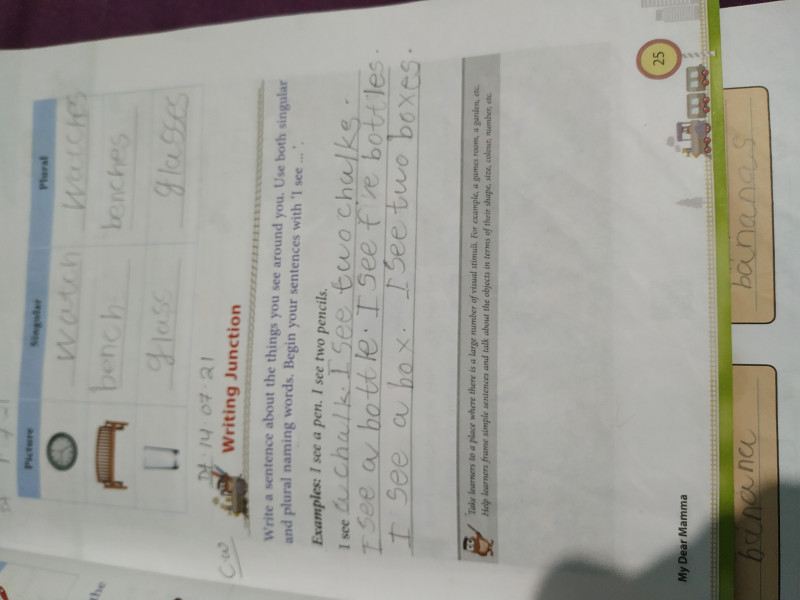 Picture Singular Plural
watch watches
bench benches
glass glasses
CW
Dt. 14.07.21
Writing Junction
Write a sentence about the things you see around you. Use both singular
and plural naming words. Begin your sentences with 'I see ...'.
Examples: I see a pen. I see two pencils.
I see a chalk. I see two chalks.
I see a bottle. I see five bottles.
I see a box. I see two boxes.
Take learners to a place where there is a large number of visual stimuli. For example, a games room, a garden, etc.
Help learners frame simple sentences and talk about the objects in terms of their shape, size, colour, number, etc.
My Dear Mamma
25
banana bananas
the